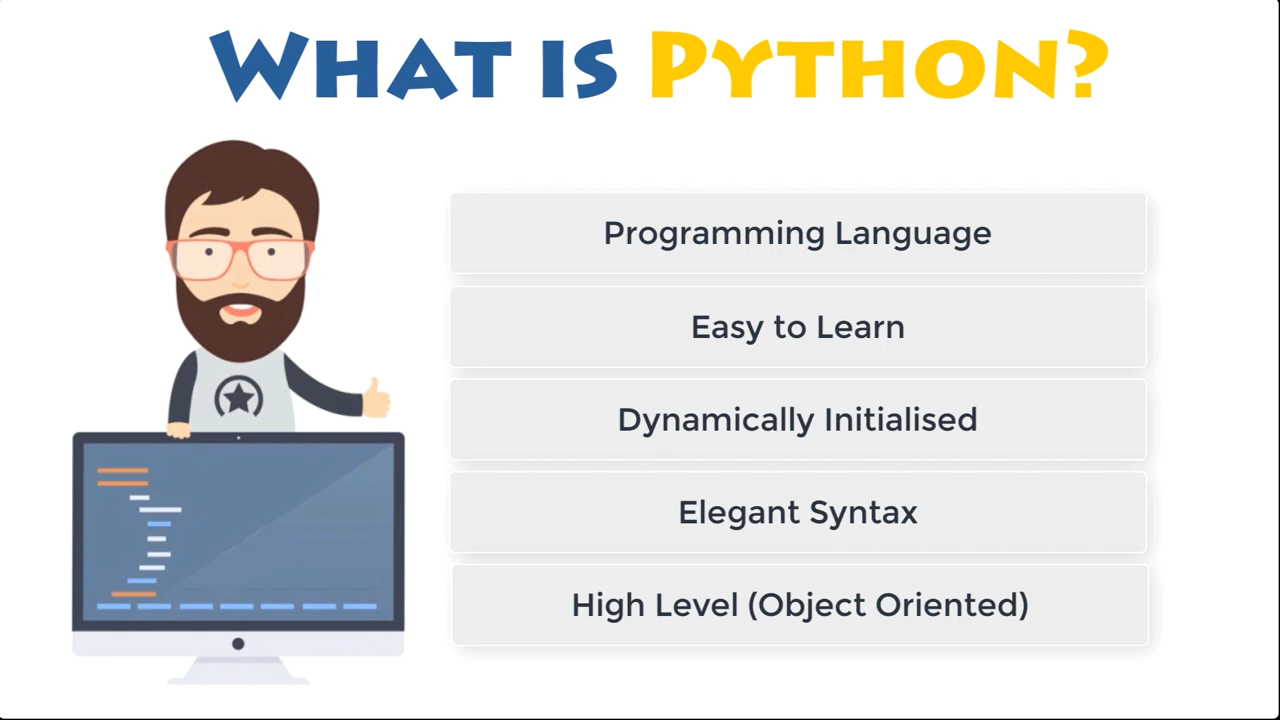 What is Python?
Programming Language
Easy to Learn
Dynamically Initialised
Elegant Syntax
High Level (Object Oriented)